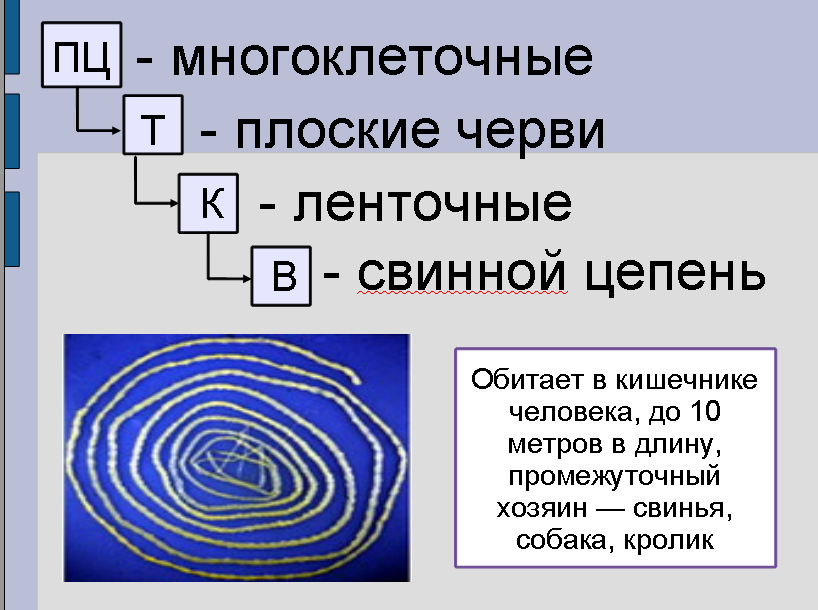 ПЦ - многоклеточные
Т - плоские черви
К - ленточные
В - свинной цепень
Обитает в кишечнике
человека, до 10
метров в длину,
промежуточный
хозяин — свинья,
собака, кролик